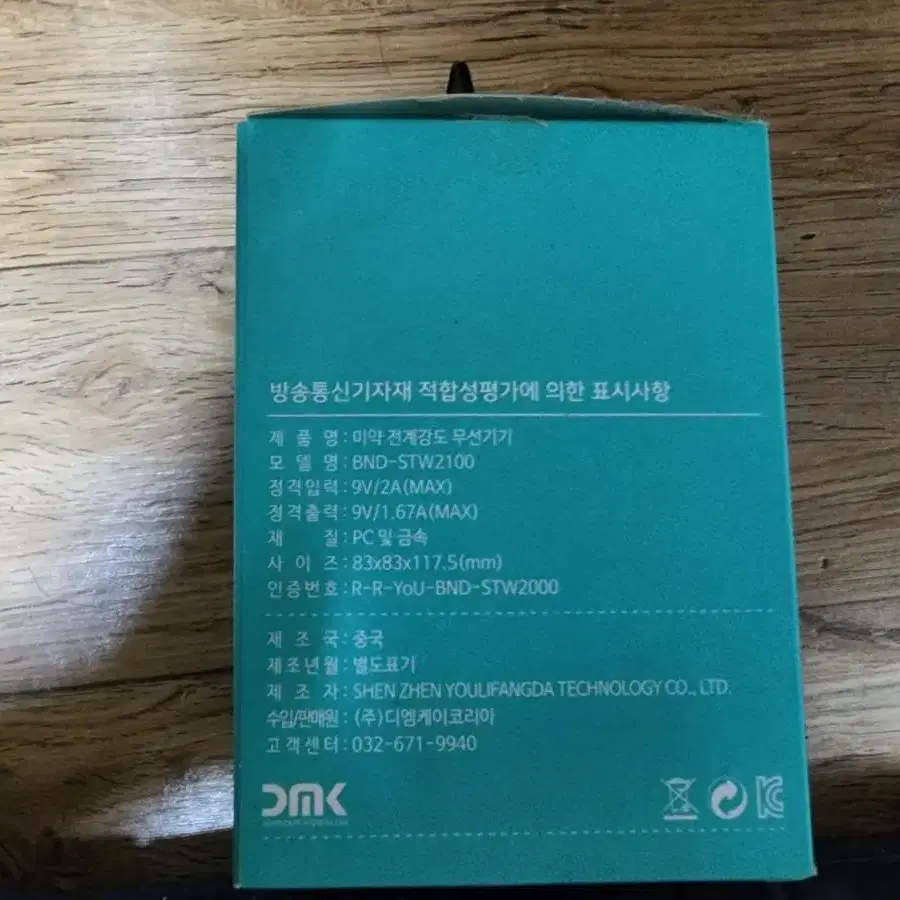 방송통신기자재 적합성평가에 의한 표시사항
제 품 명 : 미약 전계강도 무선기기
모 델 명 : BND-STW2100
정격입력 : 9V/2A(MAX)
정격출력 : 9V/1.67A(MAX)
재 질 : PC 및 금속
사 이 즈 : 83x83x117.5(mm)
인증번호 : R-R-YoU-BND-STW2000
제 조 국 : 중국
제조년월 : 별도표기
제 조 자 : SHEN ZHEN YOULIFANGDA TECHNOLOGY CO., LTD.
수입/판매원 : (주)디엠케이코리아
고객센터 : 032-671-9940
DMK